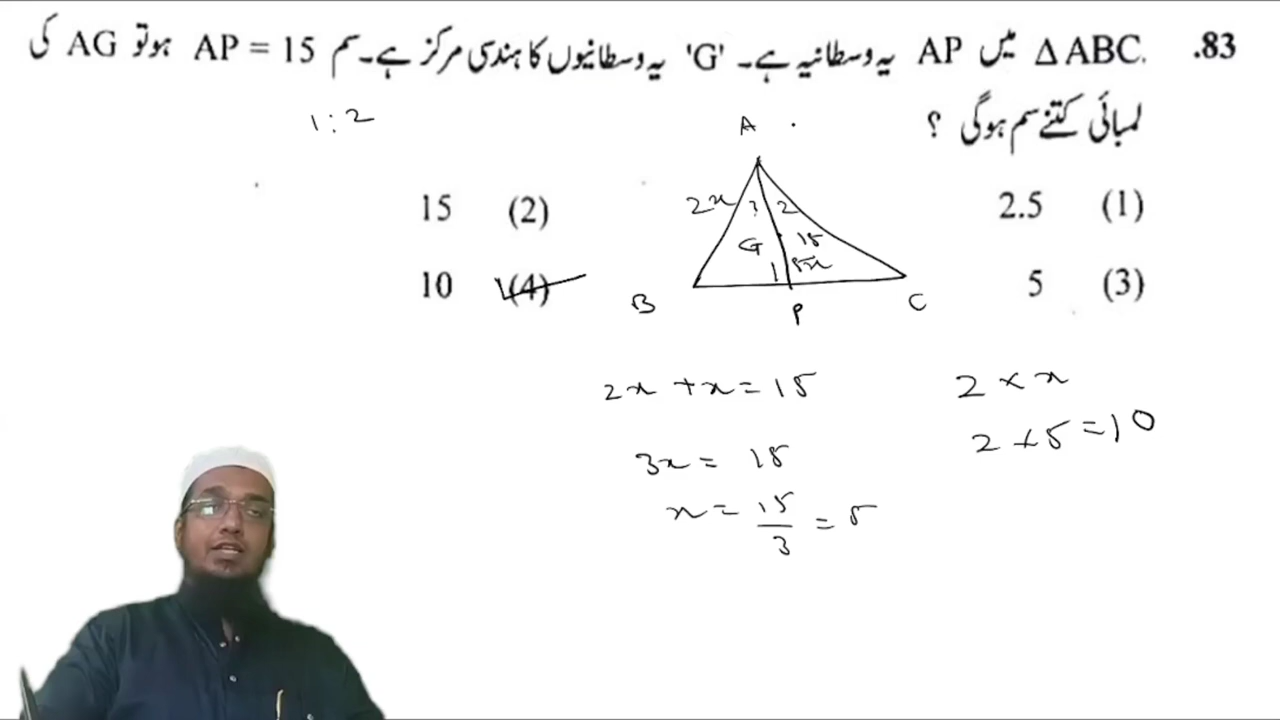 .83 ΔABC. میں AP یہ وسطانیہ ہے۔ 'G' یہ وسطانیوں کا ہندسی مرکز ہے۔ سم AP = 15 ہو تو AG کی
لمبائی کتنے سم ہوگی ؟
1:2
(1) 2.5 (2) 15
(3) 5 (4) 10
A
2x 2
G 15
1
B P C
2x + x = 15
3x = 15
x = 15/3 = 5
2 × x
2 × 5 = 10